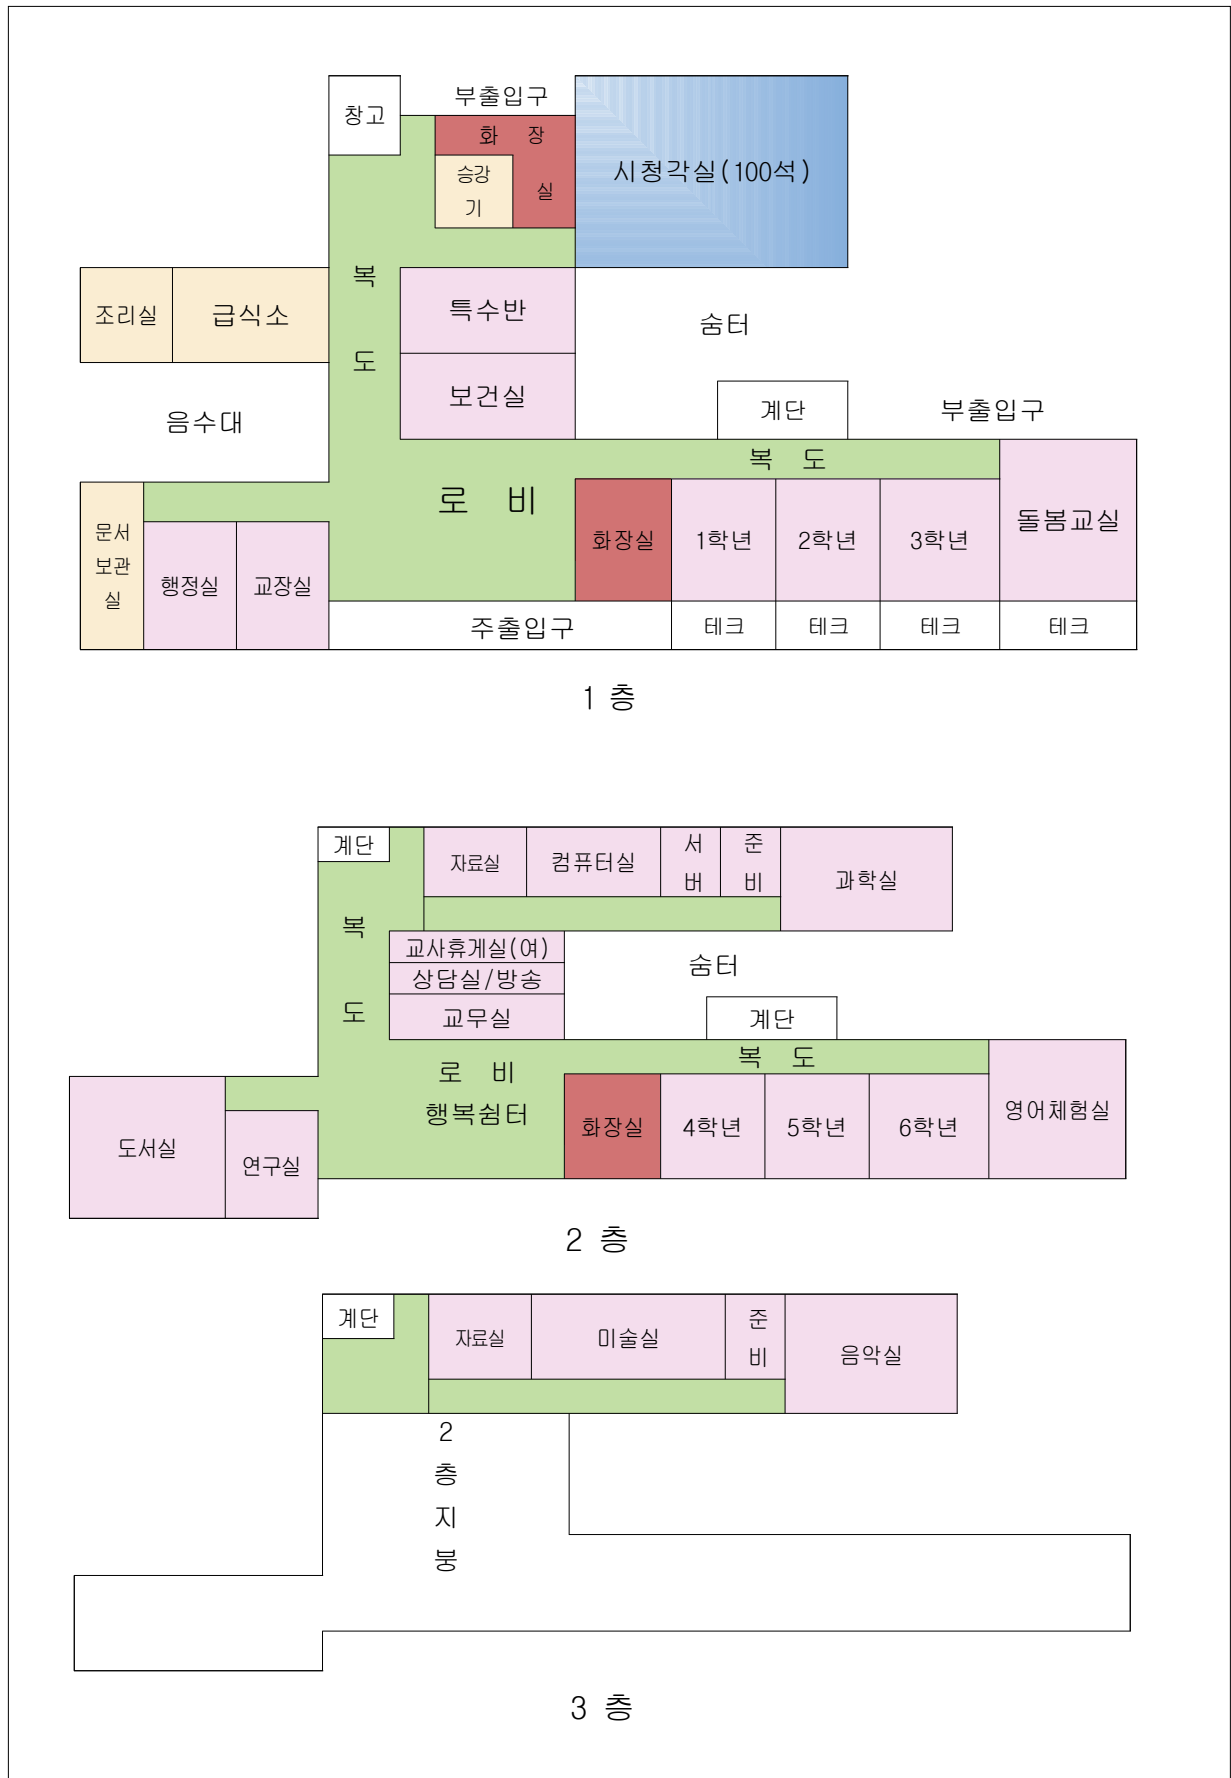 부출입구
창고
화 장
실
승강
기
시청각실(100석)
복
도
조리실
급식소
특수반
숨터
보건실
음수대
계단
부출입구
복 도
로 비
문서
보관
실
행정실
교장실
화장실
1학년
2학년
3학년
돌봄교실
주출입구
테크
테크
테크
테크
1 층
계단
자료실
컴퓨터실
서
버
준
비
과학실
복
도
교사휴게실(여)
상담실/방송
교무실
숨터
계단
복 도
로 비
행복쉼터
도서실
연구실
화장실
4학년
5학년
6학년
영어체험실
2 층
계단
자료실
미술실
준
비
음악실
2
층
지
붕
3 층